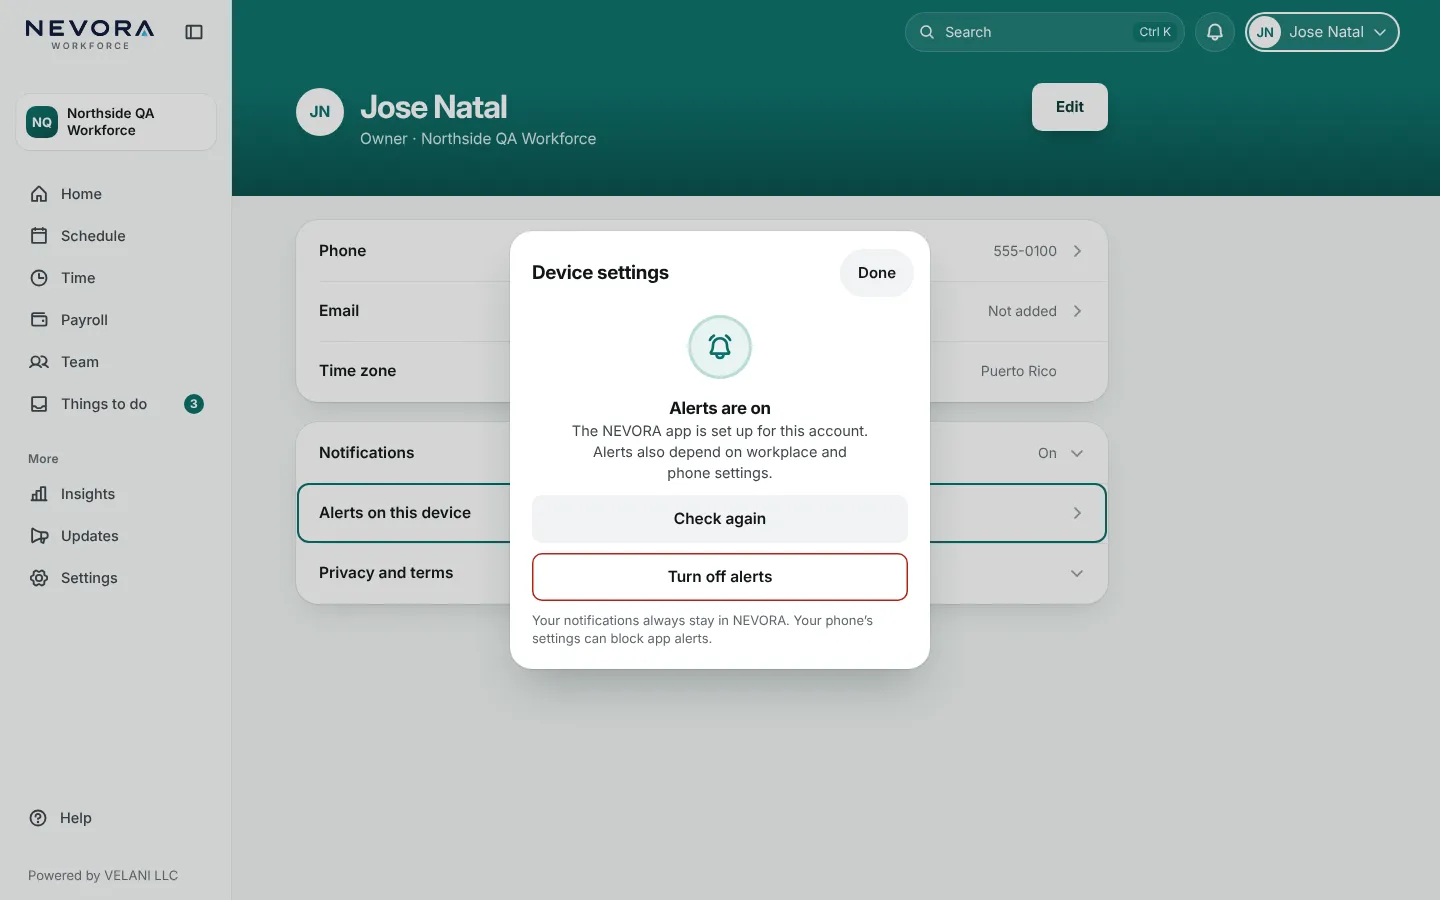 NEVORA
WORKFORCE
Search
Ctrl K
JN
Jose Natal
NQ
Northside QA
Workforce
JN
Jose Natal
Owner · Northside QA Workforce
Edit
Home
Schedule
Time
Payroll
Team
Things to do
3
More
Insights
Updates
Settings
Help
Powered by VELANI LLC
Phone
555-0100
Email
Not added
Time zone
Puerto Rico
Notifications
On
Alerts on this device
Privacy and terms
Device settings
Done
Alerts are on
The NEVORA app is set up for this account.
Alerts also depend on workplace and
phone settings.
Check again
Turn off alerts
Your notifications always stay in NEVORA. Your phone’s
settings can block app alerts.